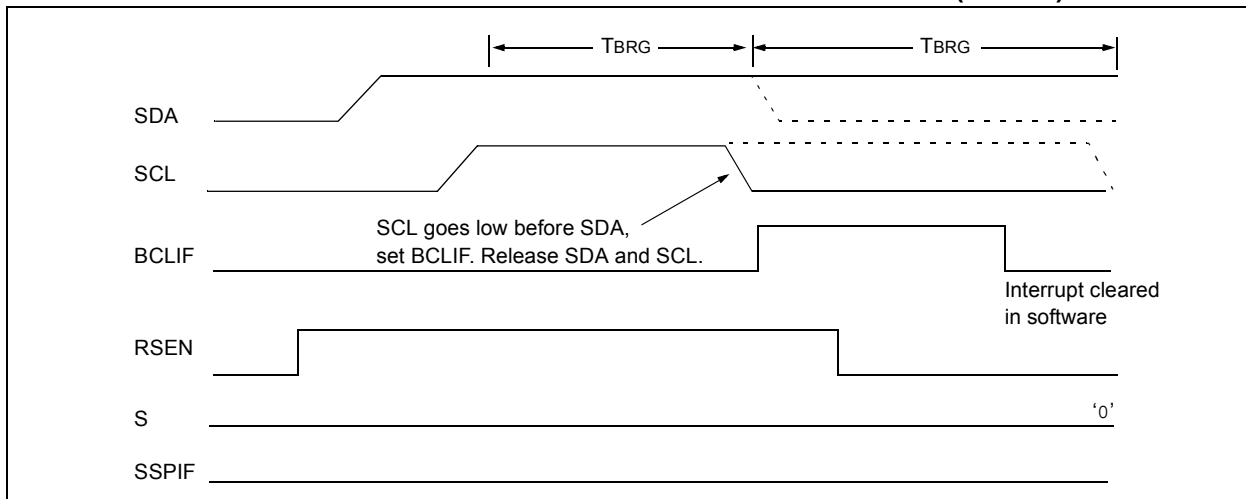 TBRG TBRG
SDA
SCL
SCL goes low before SDA,
set BCLIF. Release SDA and SCL.
BCLIF
Interrupt cleared
in software
RSEN
S ‘0’
SSPIF